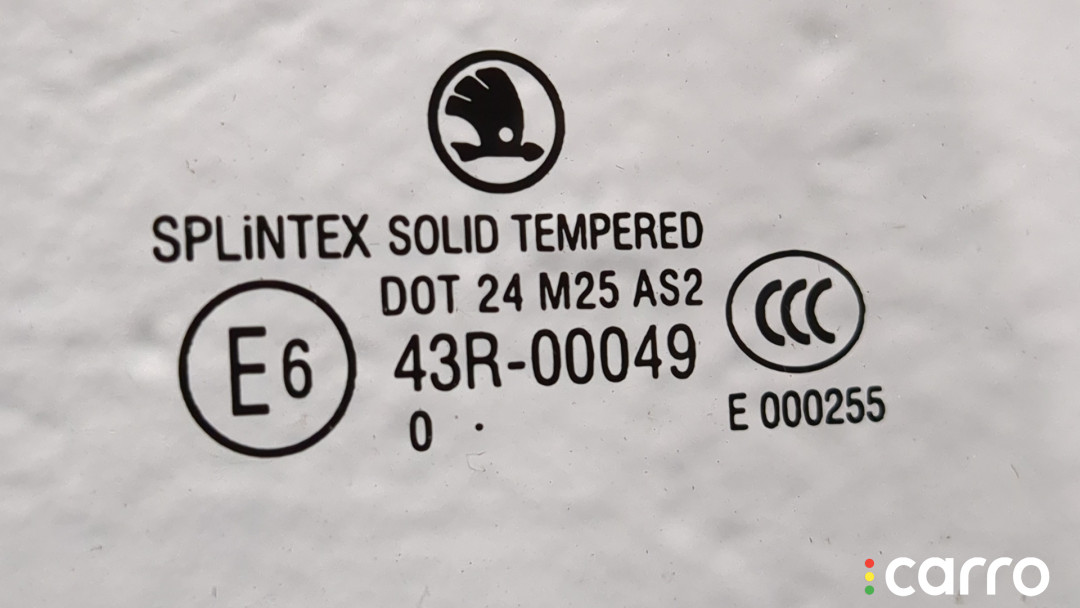 SPLiNTEX SOLID TEMPERED
DOT 24 M25 AS2
E6
43R-00049
CCC
0 .
E 000255
carro